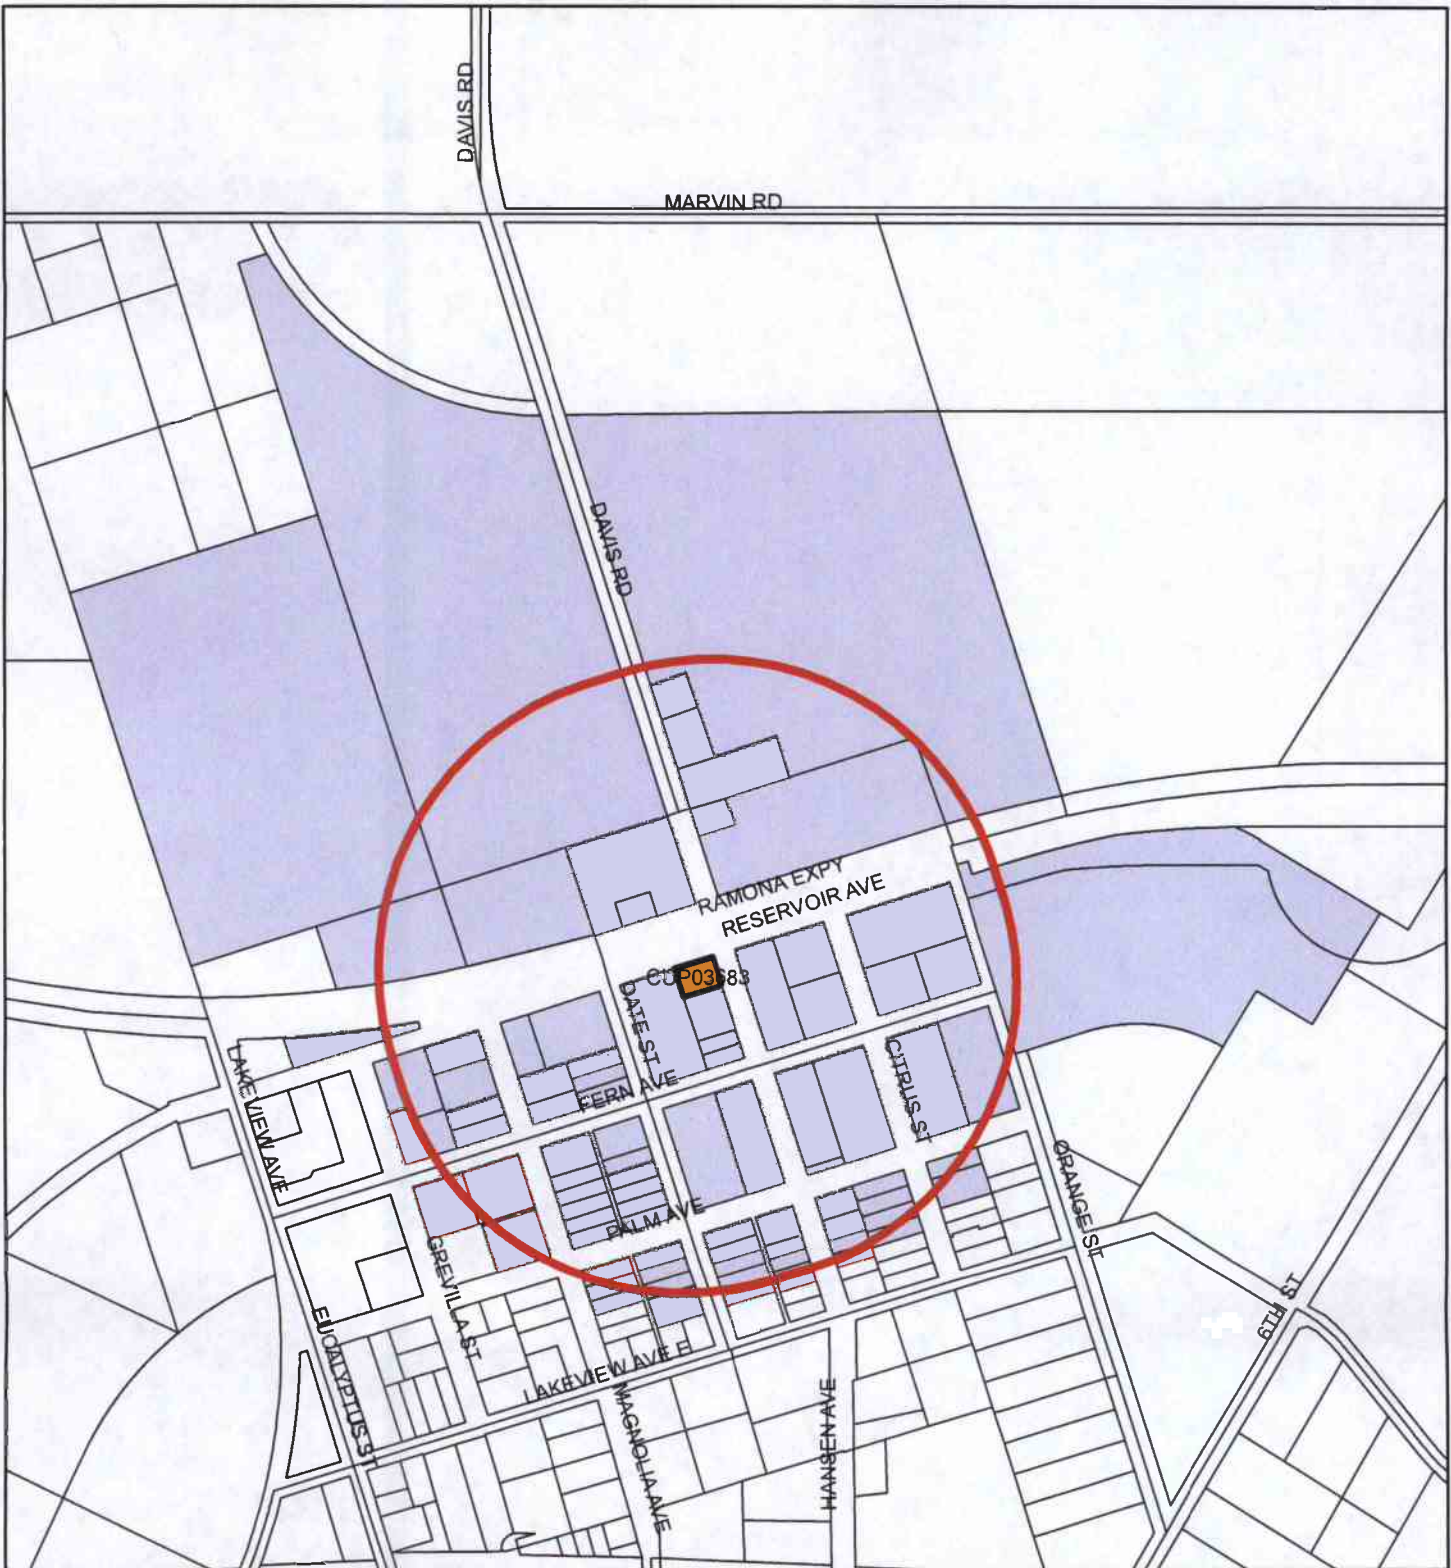 DAVIS RD
MARVIN RD
DAVIS RD
RAMONA EXPY
RESERVOIR AVE
CUP03683
DATE ST
FERN AVE
CITRUS ST
LAKEVIEW AVE
PALM AVE
ORANGE ST
GREVILLA ST
6TH ST
EUCALYPTUS ST
LAKEVIEW AVE E
MAGNOLIA AVE
HANSEN AVE